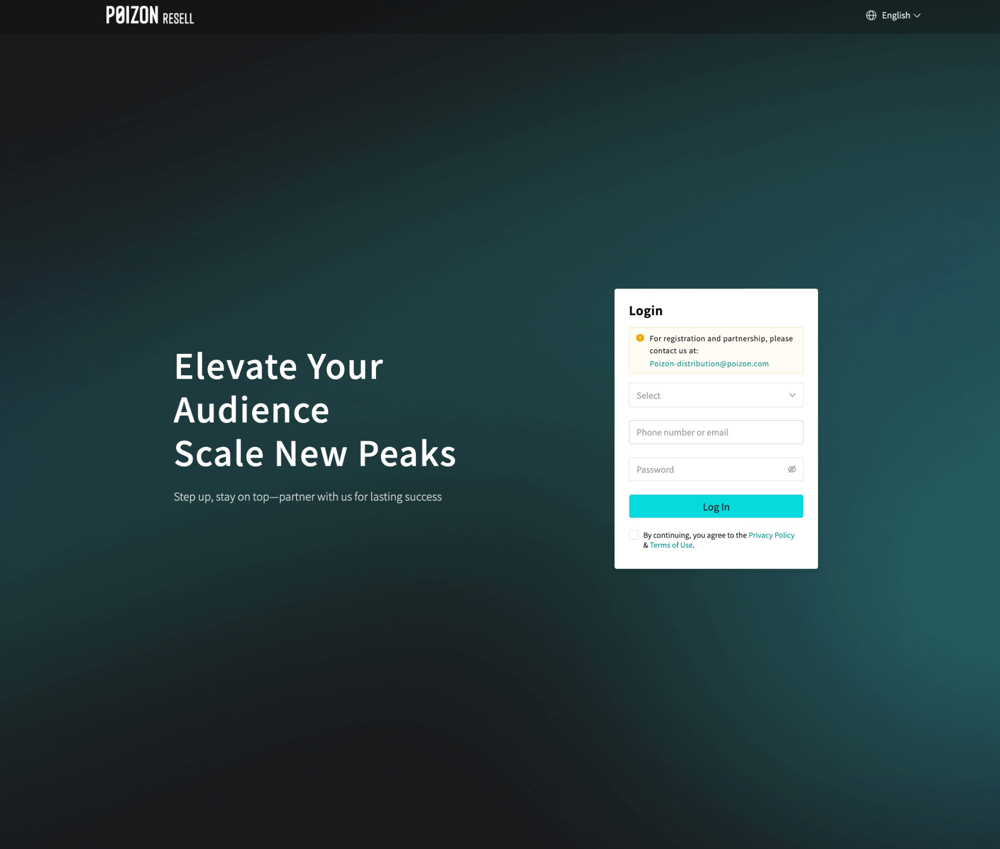 POIZON RESELL
English
Elevate Your
Audience
Scale New Peaks
Step up, stay on top—partner with us for lasting success
Login
For registration and partnership, please
contact us at:
Poizon-distribution@poizon.com
Select
Phone number or email
Password
Log In
By continuing, you agree to the Privacy Policy
& Terms of Use.